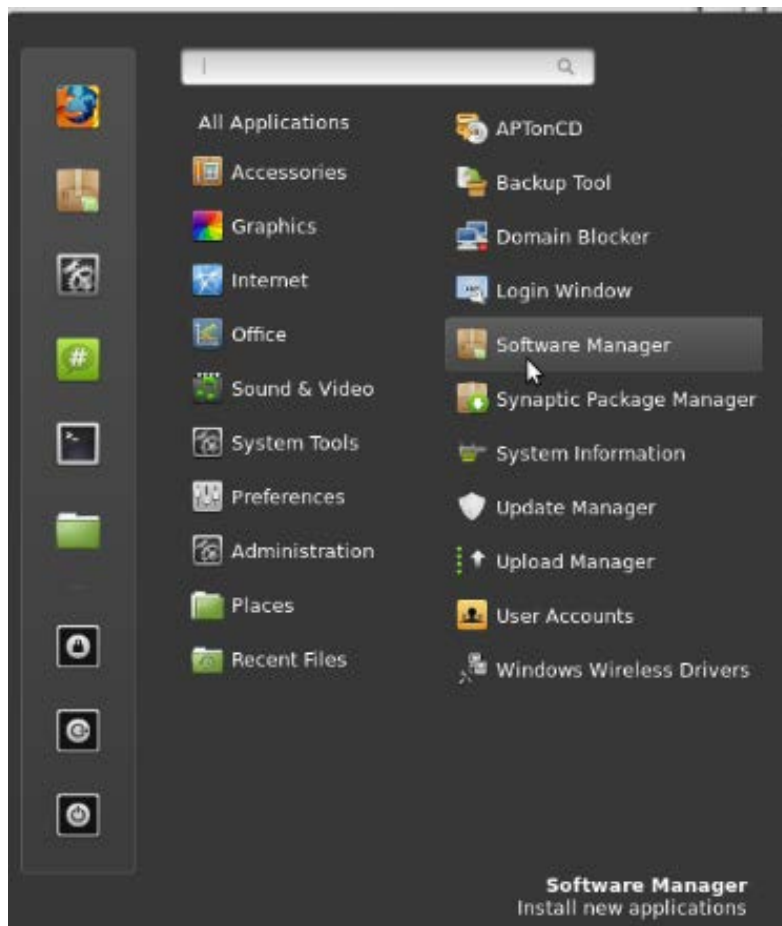 All Applications
Accessories
Graphics
Internet
Office
Sound & Video
System Tools
Preferences
Administration
Places
Recent Files
APTonCD
Backup Tool
Domain Blocker
Login Window
Software Manager
Synaptic Package Manager
System Information
Update Manager
Upload Manager
User Accounts
Windows Wireless Drivers
Software Manager
Install new applications